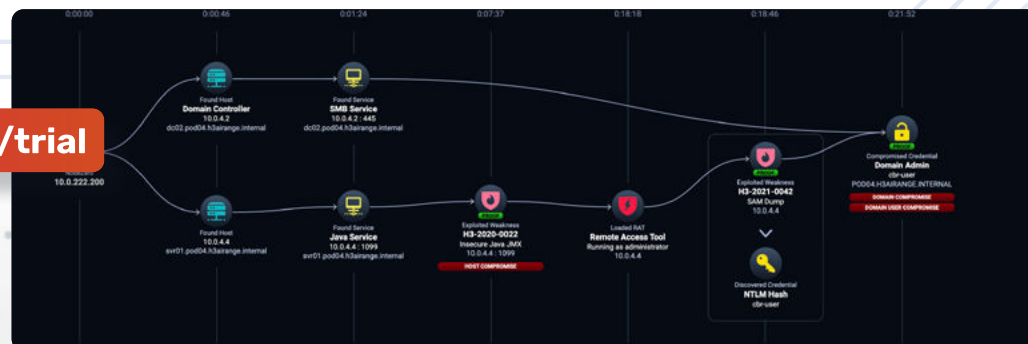 0:00:00
0:00:46
0:01:24
0:07:37
0:18:18
0:18:46
0:21:52
/trial
NodeZero
10.0.222.200
Found Host
Domain Controller
10.0.4.2
dc02.pod04.h3airange.internal
Found Service
SMB Service
10.0.4.2 : 445
dc02.pod04.h3airange.internal
Found Host
10.0.4.4
svr01.pod04.h3airange.internal
Found Service
Java Service
10.0.4.4 : 1099
svr01.pod04.h3airange.internal
PROOF
Exploited Weakness
H3-2020-0022
Insecure Java JMX
10.0.4.4 : 1099
HOST COMPROMISE
Loaded RAT
Remote Access Tool
Running as administrator
10.0.4.4
PROOF
Exploited Weakness
H3-2021-0042
SAM Dump
10.0.4.4
Discovered Credential
NTLM Hash
cbr-user
PROOF
Compromised Credential
Domain Admin
cbr-user
POD04.H3AIRANGE.INTERNAL
DOMAIN COMPROMISE
DOMAIN USER COMPROMISE